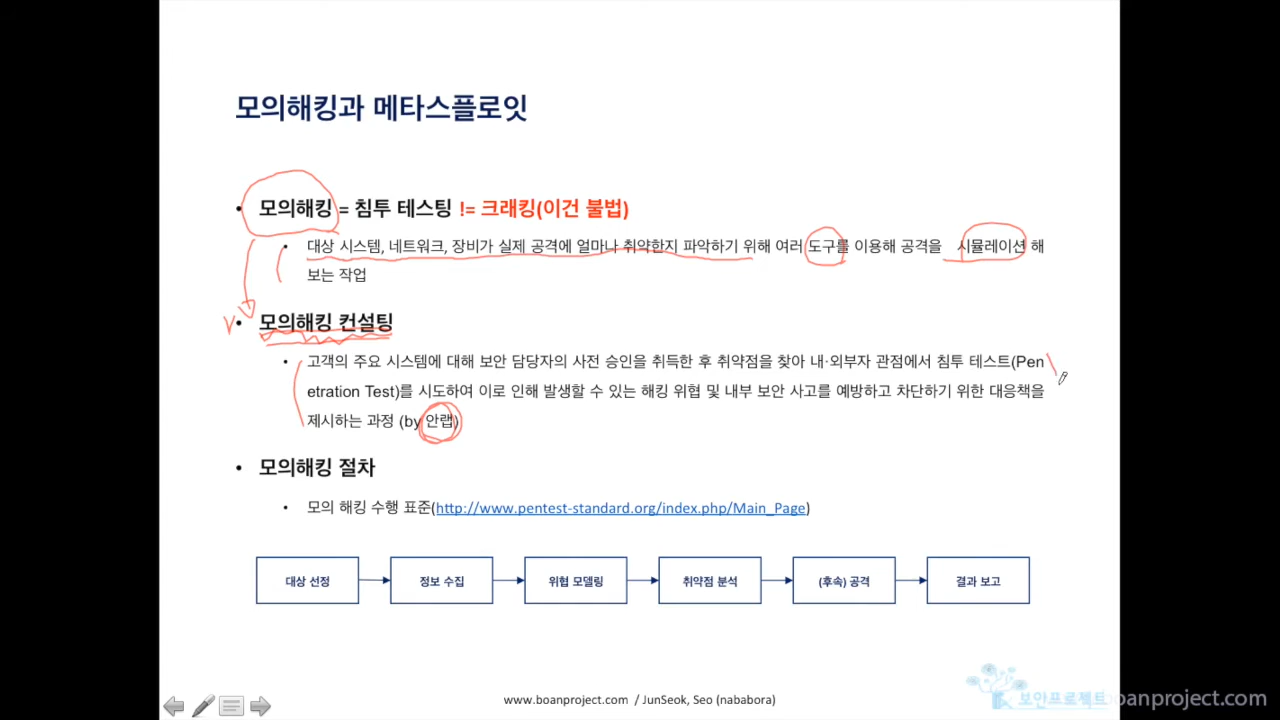 모의해킹과 메타스플로잇
• 모의해킹 = 침투 테스팅 != 크래킹(이건 불법)
• 대상 시스템, 네트워크, 장비가 실제 공격에 얼마나 취약한지 파악하기 위해 여러 도구를 이용해 공격을 시뮬레이션 해
보는 작업
• 모의해킹 컨설팅
• 고객의 주요 시스템에 대해 보안 담당자의 사전 승인을 취득한 후 취약점을 찾아 내·외부자 관점에서 침투 테스트(Pen
etration Test)를 시도하여 이로 인해 발생할 수 있는 해킹 위협 및 내부 보안 사고를 예방하고 차단하기 위한 대응책을
제시하는 과정 (by 안랩)
• 모의해킹 절차
• 모의 해킹 수행 표준(http://www.pentest-standard.org/index.php/Main_Page)
대상 선정 정보 수집 위협 모델링 취약점 분석 (후속) 공격 결과 보고
www.boanproject.com / JunSeok, Seo (nababora)
보안프로젝트 boanproject.com